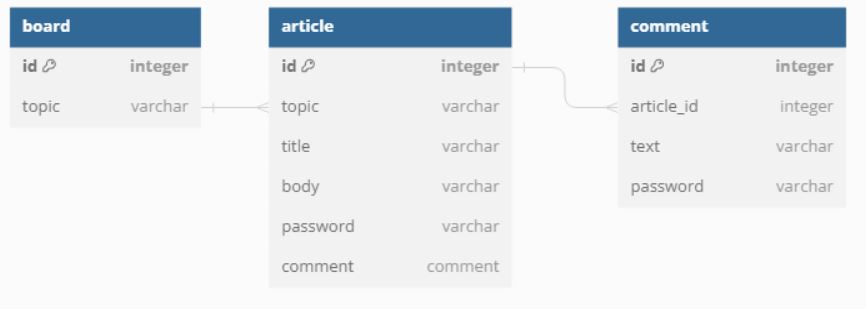 board
id integer
topic varchar
article
id integer
topic varchar
title varchar
body varchar
password varchar
comment comment
comment
id integer
article_id integer
text varchar
password varchar